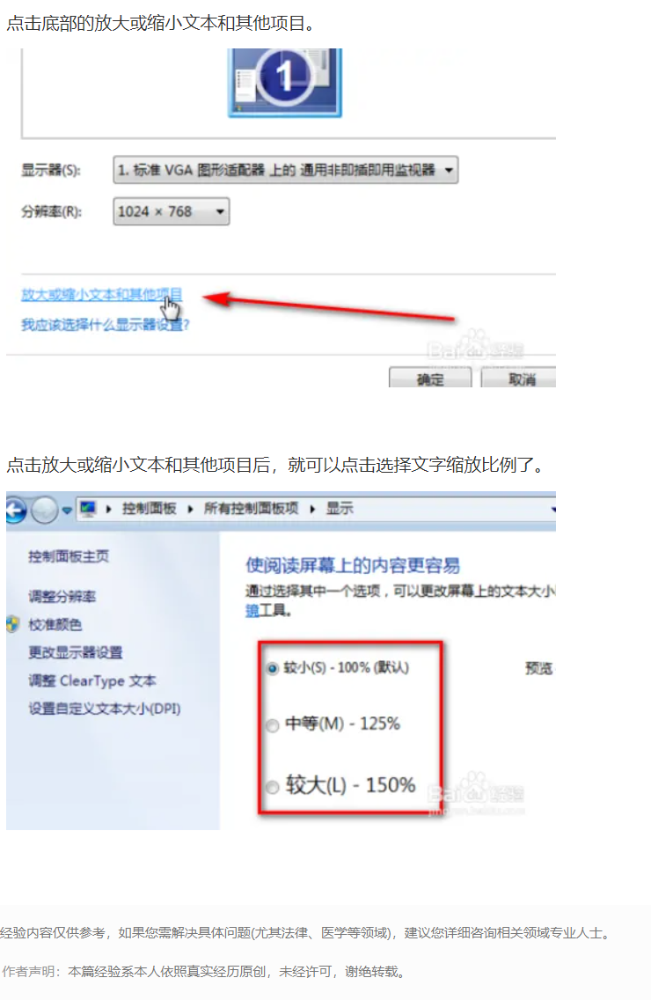 点击底部的放大或缩小文本和其他项目。
1
显示器(S):
1. 标准 VGA 图形适配器 上的 通用非即插即用监视器
分辨率(R):
1024 × 768
放大或缩小文本和其他项目
我应该选择什么显示器设置?
Baidu 经验
确定
取消
点击放大或缩小文本和其他项目后，就可以点击选择文字缩放比例了。
控制面板
所有控制面板项
显示
控制面板主页
调整分辨率
校准颜色
更改显示器设置
调整 ClearType 文本
设置自定义文本大小(DPI)
使阅读屏幕上的内容更容易
通过选择其中一个选项，可以更改屏幕上的文本大小
镜工具。
较小(S) - 100% (默认)
预览
中等(M) - 125%
较大(L) - 150%
Baidu 经验
jingyan.baidu.com
经验内容仅供参考，如果您需解决具体问题(尤其法律、医学等领域)，建议您详细咨询相关领域专业人士。
作者声明：本篇经验系本人依照真实经历原创，未经许可，谢绝转载。